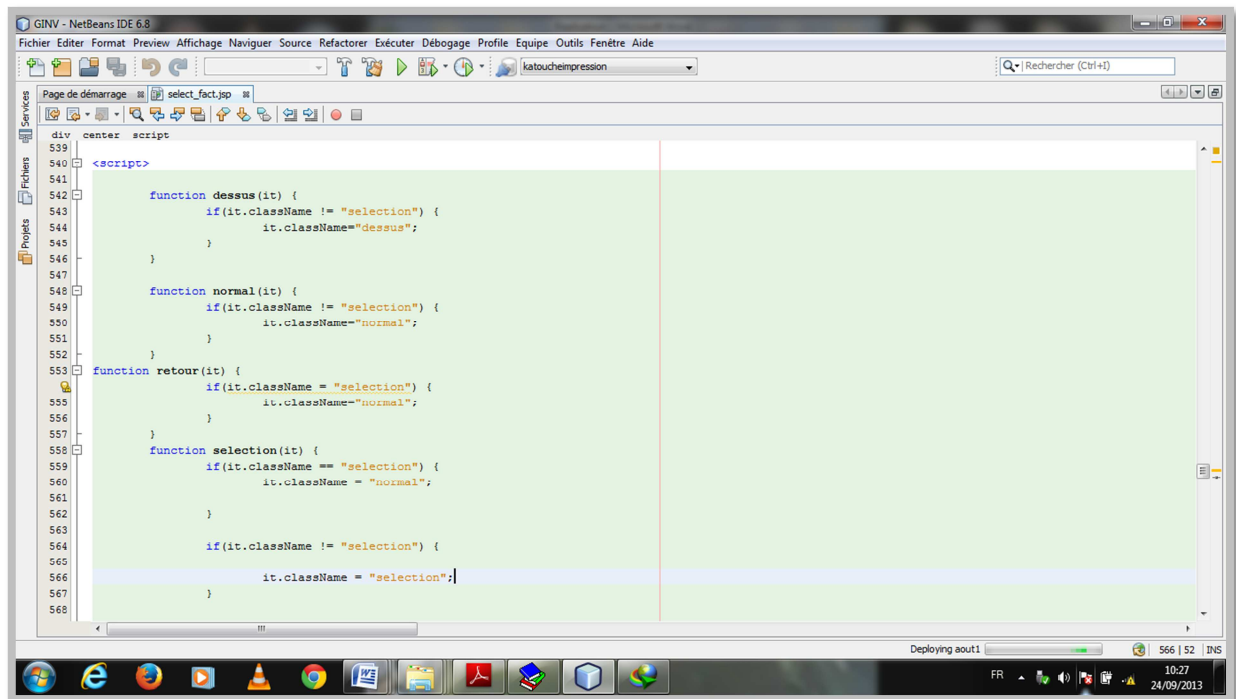 GINV - NetBeans IDE 6.8
Fichier Editer Format Preview Affichage Naviguer Source Refactorer Exécuter Débogage Profile Equipe Outils Fenêtre Aide
katoucheimpression
Rechercher (Ctrl+I)
Page de démarrage select_fact.jsp
Services
Fichiers
Projets
div center script
539
540 <script>
541
542 function dessus(it) {
543 if(it.className != "selection") {
544 it.className="dessus";
545 }
546 }
547
548 function normal(it) {
549 if(it.className != "selection") {
550 it.className="normal";
551 }
552 }
553 function retour(it) {
if(it.className = "selection") {
555 it.className="normal";
556 }
557 }
558 function selection(it) {
559 if(it.className == "selection") {
560 it.className = "normal";
561
562 }
563
564 if(it.className != "selection") {
565
566 it.className = "selection";
567 }
568
Deploying aout1
566 | 52 INS
FR
10:27
24/09/2013